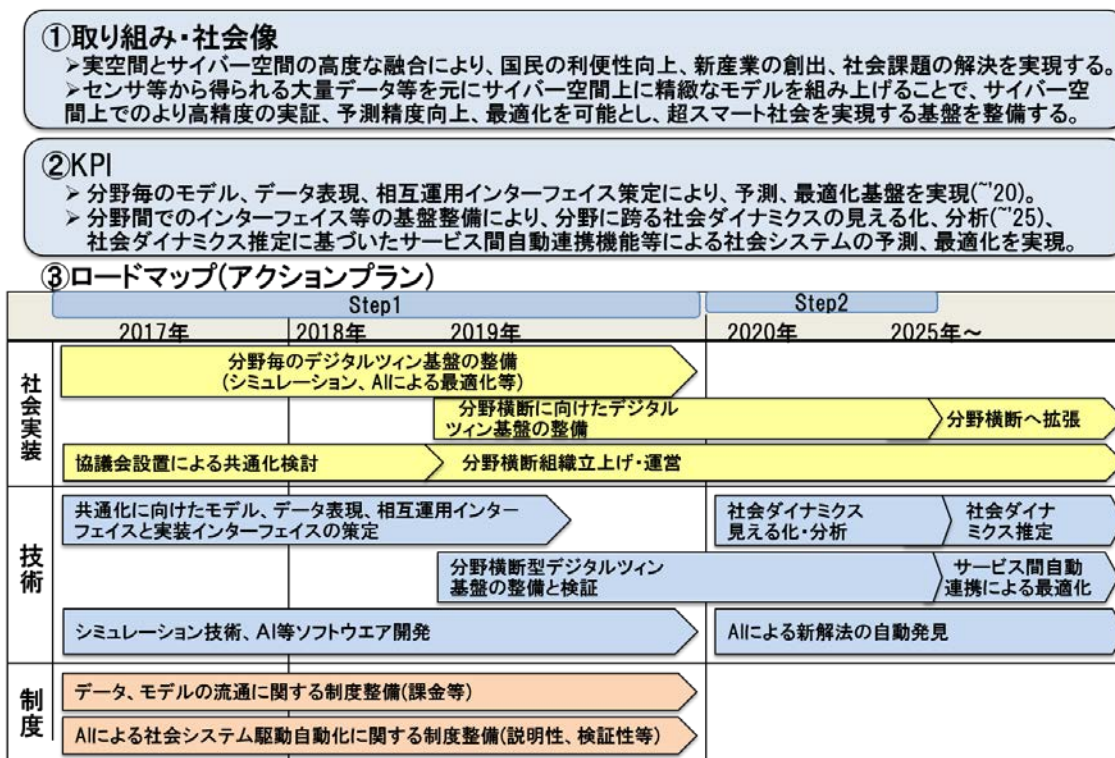 ①取り組み・社会像
➢実空間とサイバー空間の高度な融合により、国民の利便性向上、新産業の創出、社会課題の解決を実現する。
➢センサ等から得られる大量データ等を元にサイバー空間上に精緻なモデルを組み上げることで、サイバー空
間上でのより高精度の実証、予測精度向上、最適化を可能とし、超スマート社会を実現する基盤を整備する。
②KPI
➢ 分野毎のモデル、データ表現、相互運用インターフェイス策定により、予測、最適化基盤を実現(~'20)。
➢ 分野間でのインターフェイス等の基盤整備により、分野に跨る社会ダイナミクスの見える化、分析(~'25)、
社会ダイナミクス推定に基づいたサービス間自動連携機能等による社会システムの予測、最適化を実現。
③ロードマップ(アクションプラン)
Step1 Step2
2017年 2018年 2019年 2020年 2025年～
社会実装
分野毎のデジタルツィン基盤の整備
(シミュレーション、AIによる最適化等)
分野横断に向けたデジタル
ツィン基盤の整備
分野横断へ拡張
協議会設置による共通化検討
分野横断組織立上げ・運営
技術
共通化に向けたモデル、データ表現、相互運用インター
フェイスと実装インターフェイスの策定
社会ダイナミクス
見える化・分析
社会ダイナ
ミクス推定
分野横断型デジタルツィン
基盤の整備と検証
サービス間自動
連携による最適化
シミュレーション技術、AI等ソフトウエア開発
AIによる新解法の自動発見
制度
データ、モデルの流通に関する制度整備(課金等)
AIによる社会システム駆動自動化に関する制度整備(説明性、検証性等)